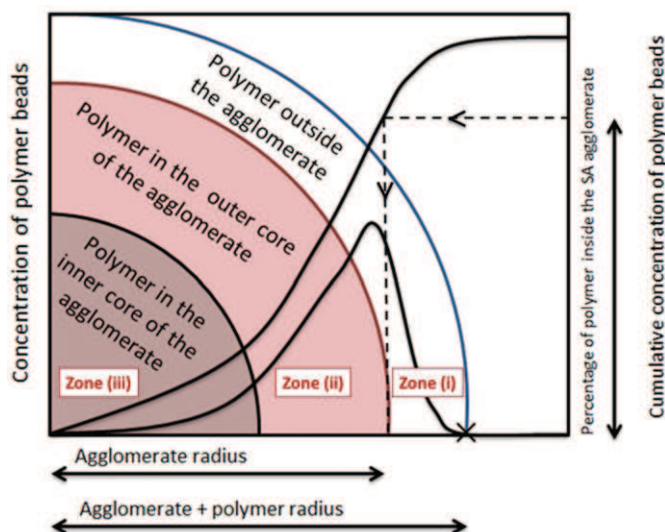 Concentration of polymer beads
Polymer outside
the agglomerate
Polymer in the outer core
of the agglomerate
Polymer in the
inner core of the
agglomerate
Zone (iii)
Zone (ii)
Zone (i)
Percentage of polymer inside the SA agglomerate
Cumulative concentration of polymer beads
Agglomerate radius
Agglomerate + polymer radius